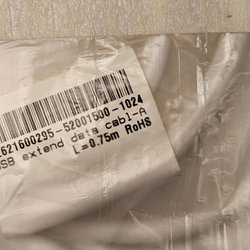 621600295-52001500-1024
SB extend data cabl-A
L=0.75m RoHS